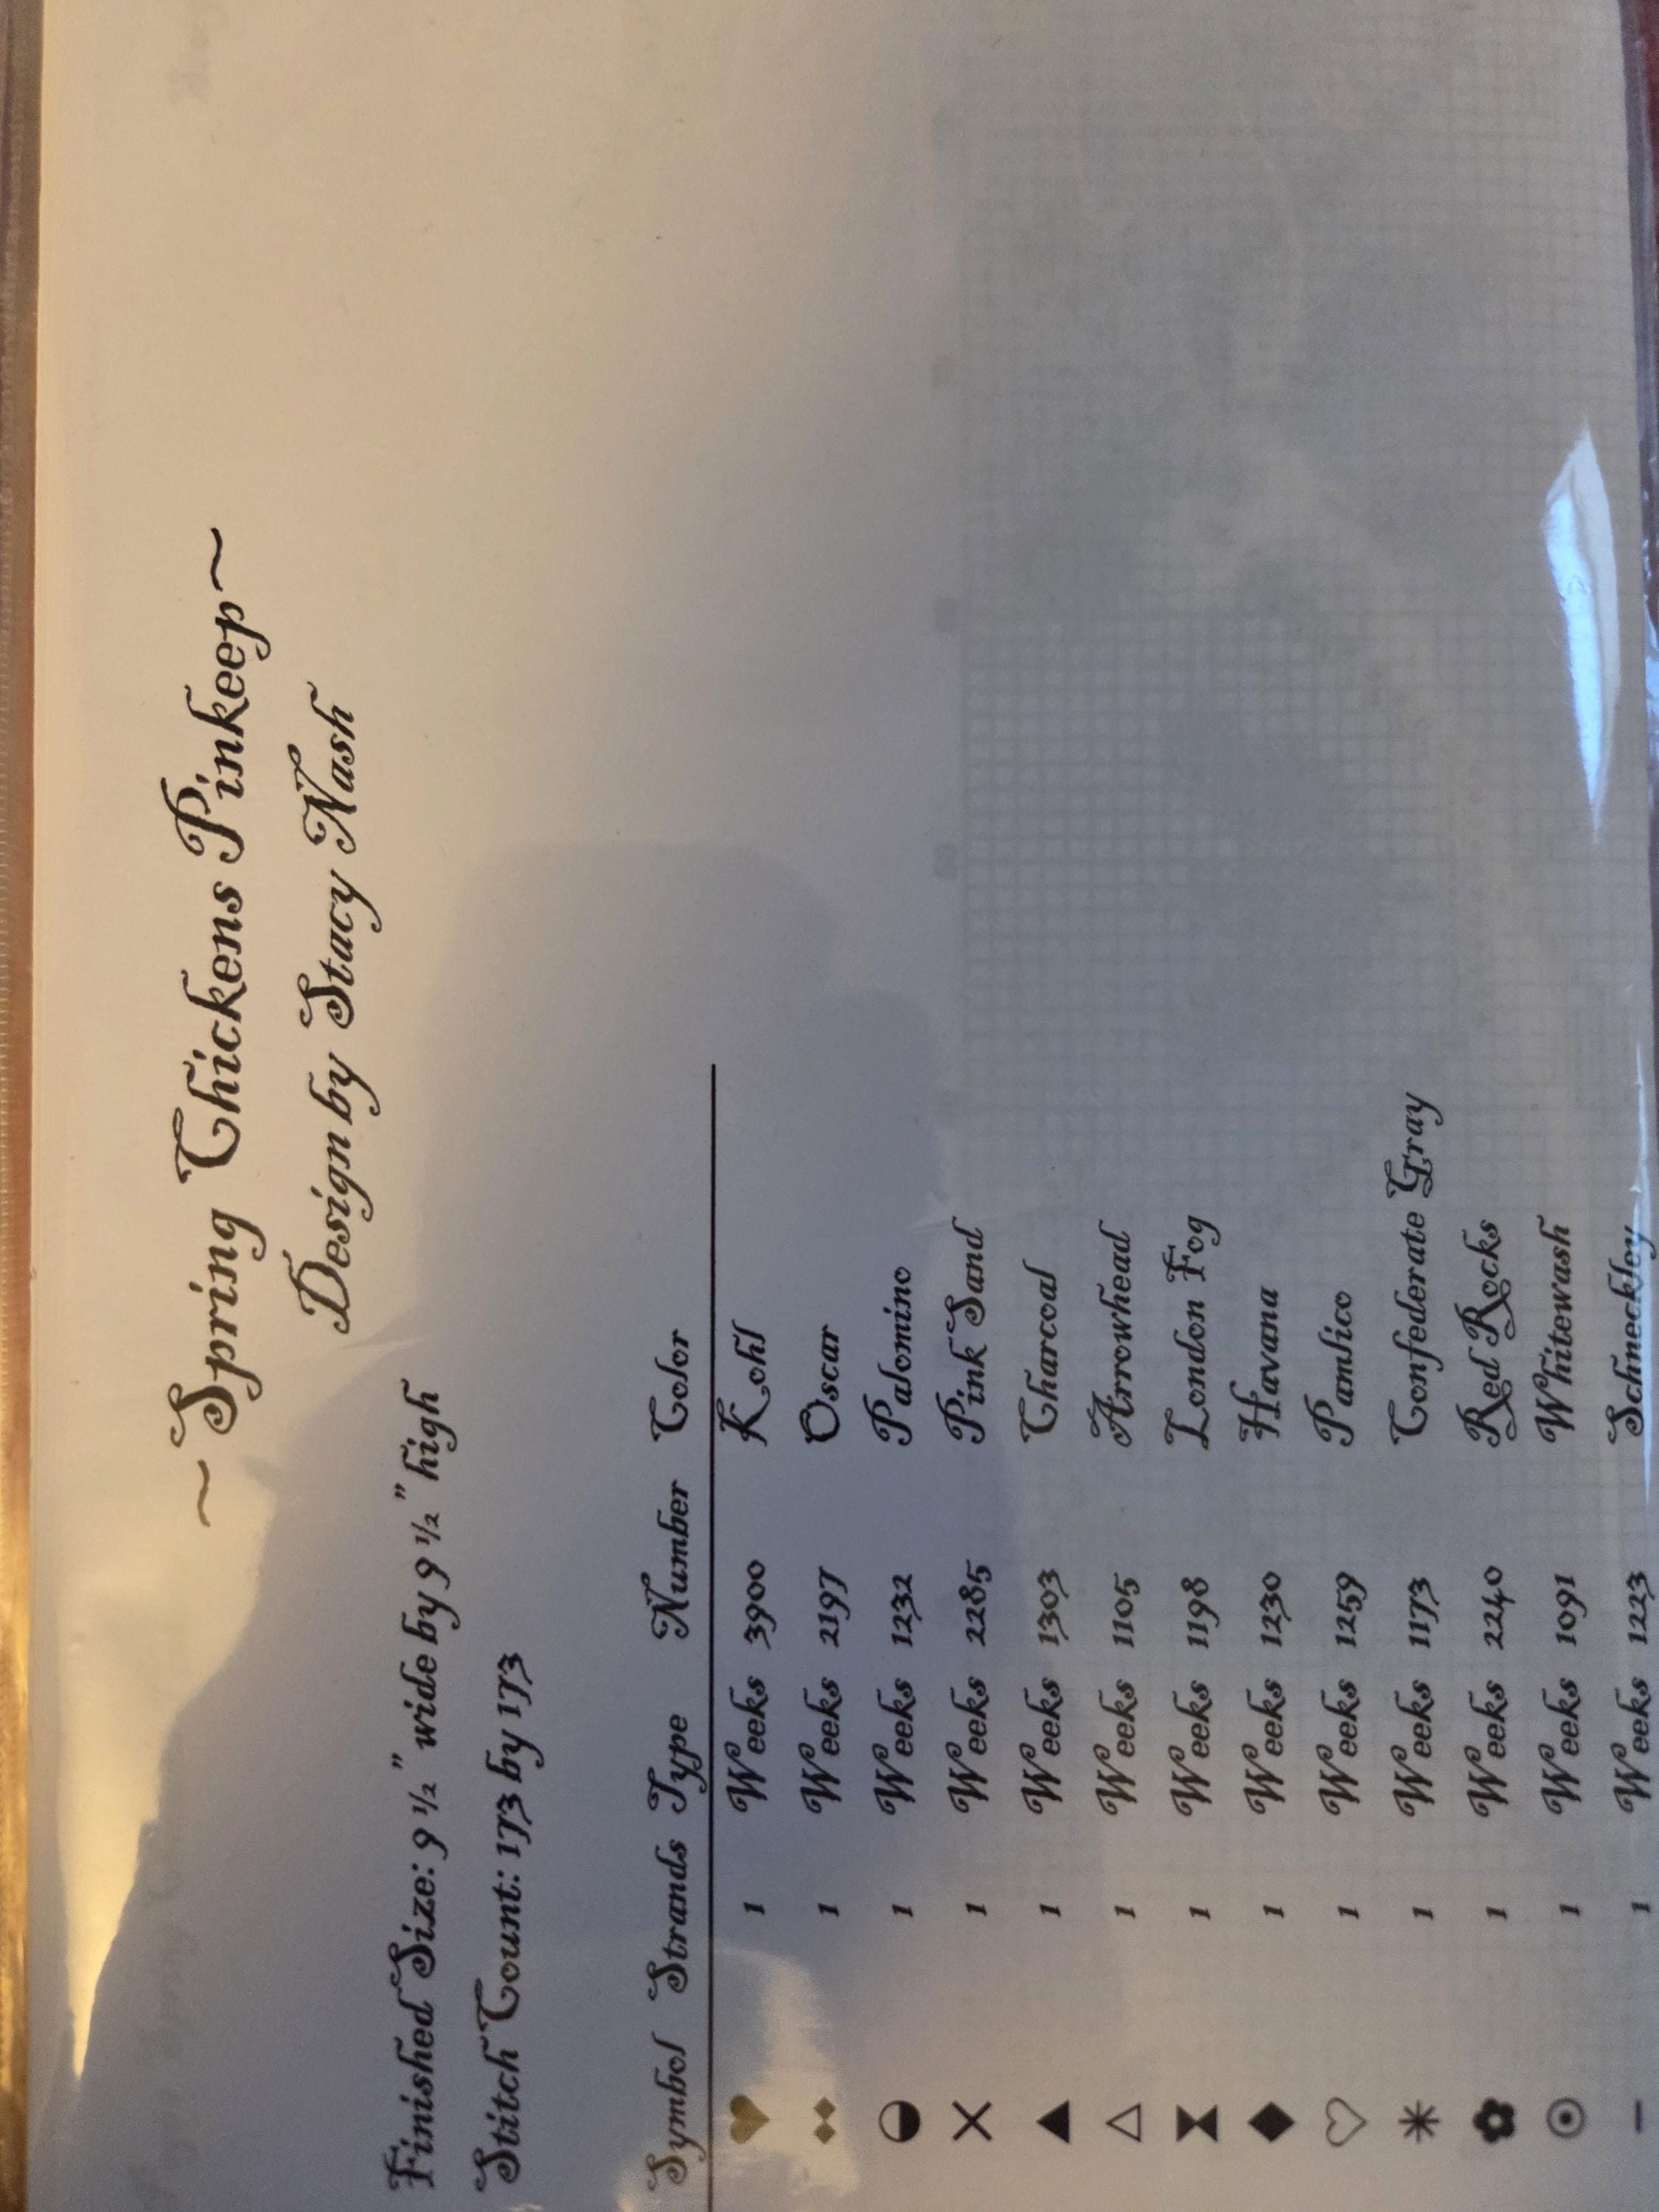 ~Spring Chickens Pinkeep~
Design by Stacy Nash
Finished Size: 9 1/2" wide by 9 1/2" high
Stitch Count: 173 by 173
Symbol Strands Type Number Color
1 Weeks 3900 Kohl
1 Weeks 2197 Oscar
1 Weeks 1232 Palomino
1 Weeks 2285 Pink Sand
1 Weeks 1303 Charcoal
1 Weeks 1105 Arrowhead
1 Weeks 1198 London Fog
1 Weeks 1230 Havana
1 Weeks 1259 Pamlico
1 Weeks 1173 Confederate Gray
1 Weeks 2240 Red Rocks
1 Weeks 1091 Whitewash
1 Weeks 1223 Schneckley